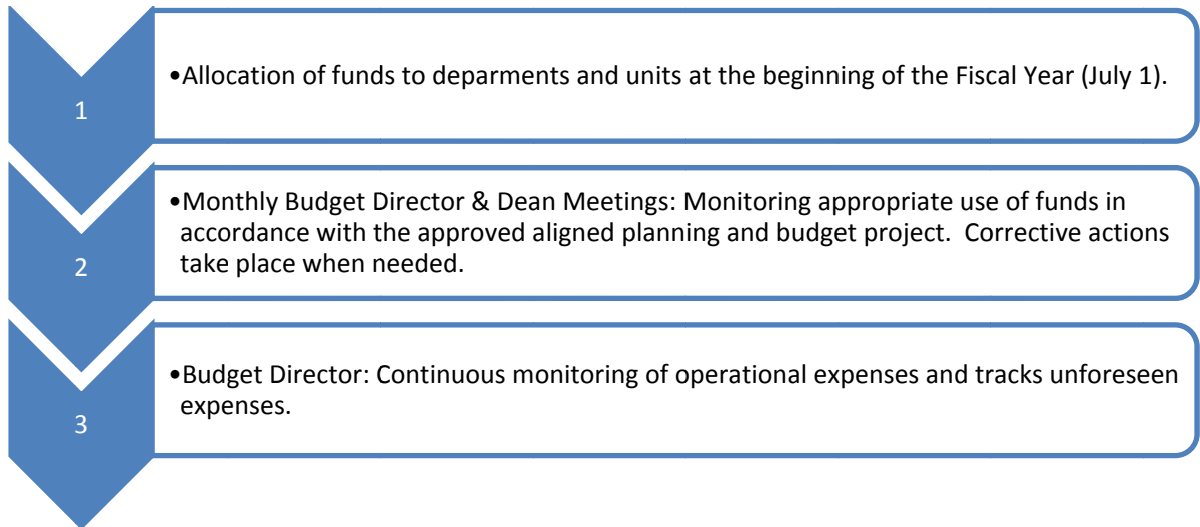 1
•Allocation of funds to deparments and units at the beginning of the Fiscal Year (July 1).
2
•Monthly Budget Director & Dean Meetings: Monitoring appropriate use of funds in
accordance with the approved aligned planning and budget project.  Corrective actions
take place when needed.
3
•Budget Director: Continuous monitoring of operational expenses and tracks unforeseen
expenses.